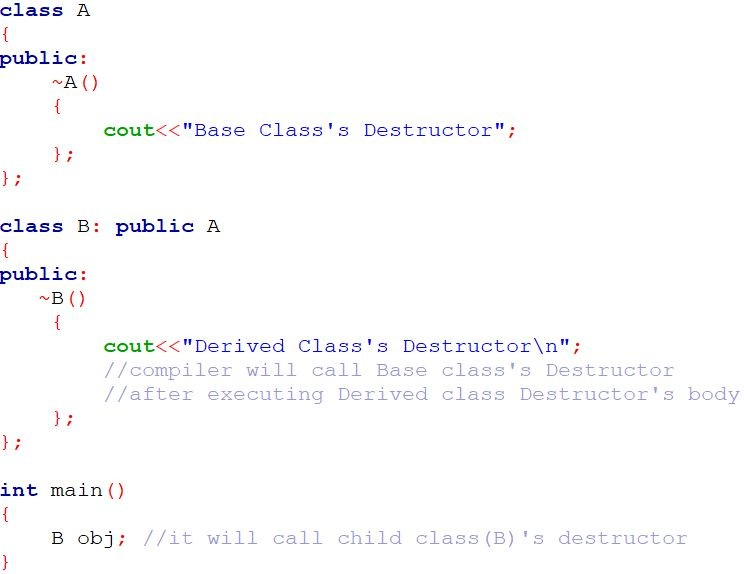 class A
{
public:
    ~A()
    {
        cout<<"Base Class's Destructor";
    };
};

class B: public A
{
public:
   ~B()
    {
        cout<<"Derived Class's Destructor\n";
        //compiler will call Base class's Destructor
        //after executing Derived class Destructor's body
    };
};

int main()
{
    B obj; //it will call child class(B)'s destructor
}